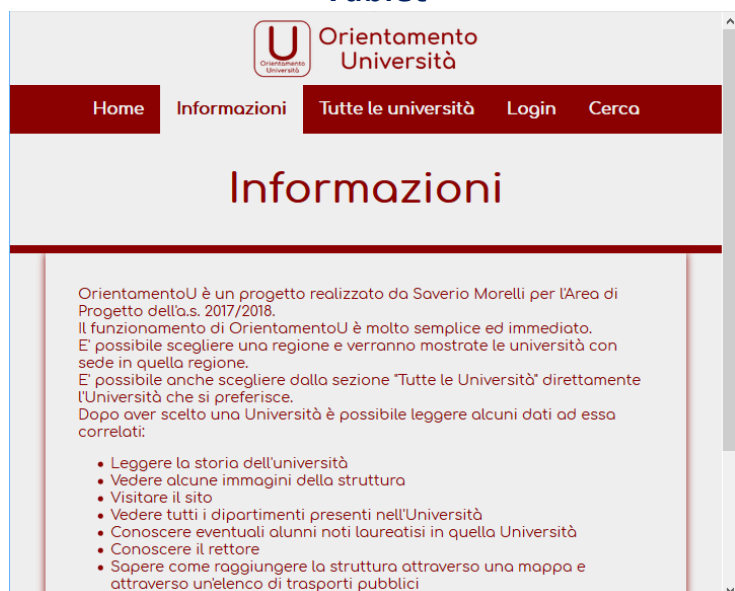 Tablet
U
Orientamento
Università
Orientamento
Università
Home Informazioni Tutte le università Login Cerca
Informazioni
OrientamentoU è un progetto realizzato da Saverio Morelli per l'Area di
Progetto dell'a.s. 2017/2018.
Il funzionamento di OrientamentoU è molto semplice ed immediato.
E' possibile scegliere una regione e verranno mostrate le università con
sede in quella regione.
E' possibile anche scegliere dalla sezione "Tutte le Università" direttamente
l'Università che si preferisce.
Dopo aver scelto una Università è possibile leggere alcuni dati ad essa
correlati:
• Leggere la storia dell'università
• Vedere alcune immagini della struttura
• Visitare il sito
• Vedere tutti i dipartimenti presenti nell'Università
• Conoscere eventuali alunni noti laureatisi in quella Università
• Conoscere il rettore
• Sapere come raggiungere la struttura attraverso una mappa e
attraverso un'elenco di trasporti pubblici